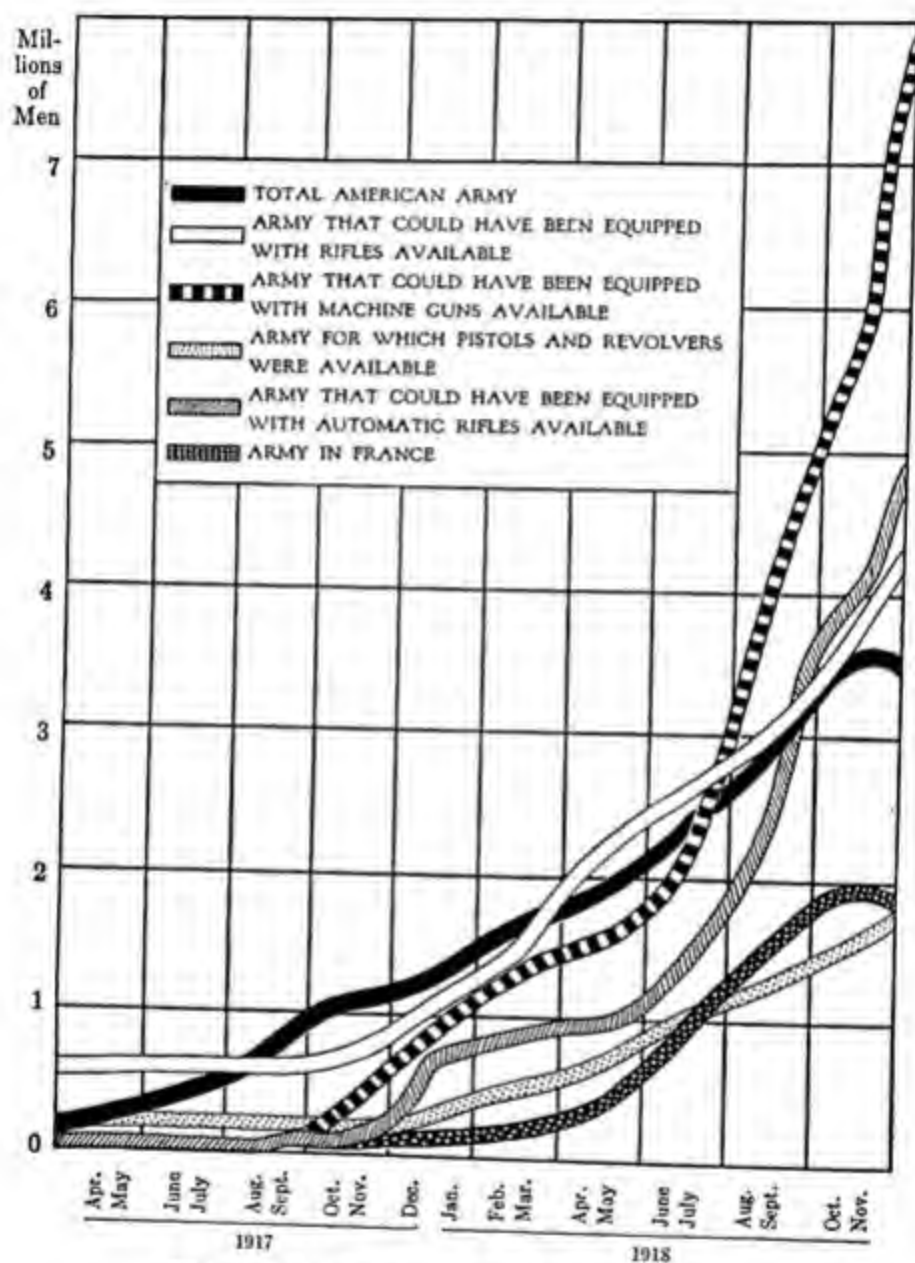 Mil-
lions
of
Men
7
6
5
4
3
2
1
0
TOTAL AMERICAN ARMY
ARMY THAT COULD HAVE BEEN EQUIPPED
WITH RIFLES AVAILABLE
ARMY THAT COULD HAVE BEEN EQUIPPED
WITH MACHINE GUNS AVAILABLE
ARMY FOR WHICH PISTOLS AND REVOLVERS
WERE AVAILABLE
ARMY THAT COULD HAVE BEEN EQUIPPED
WITH AUTOMATIC RIFLES AVAILABLE
ARMY IN FRANCE
Apr.
May
June
July
Aug.
Sept.
Oct.
Nov.
Dec.
Jan.
Feb.
Mar.
Apr.
May
June
July
Aug.
Sept.
Oct.
Nov.
1917
1918